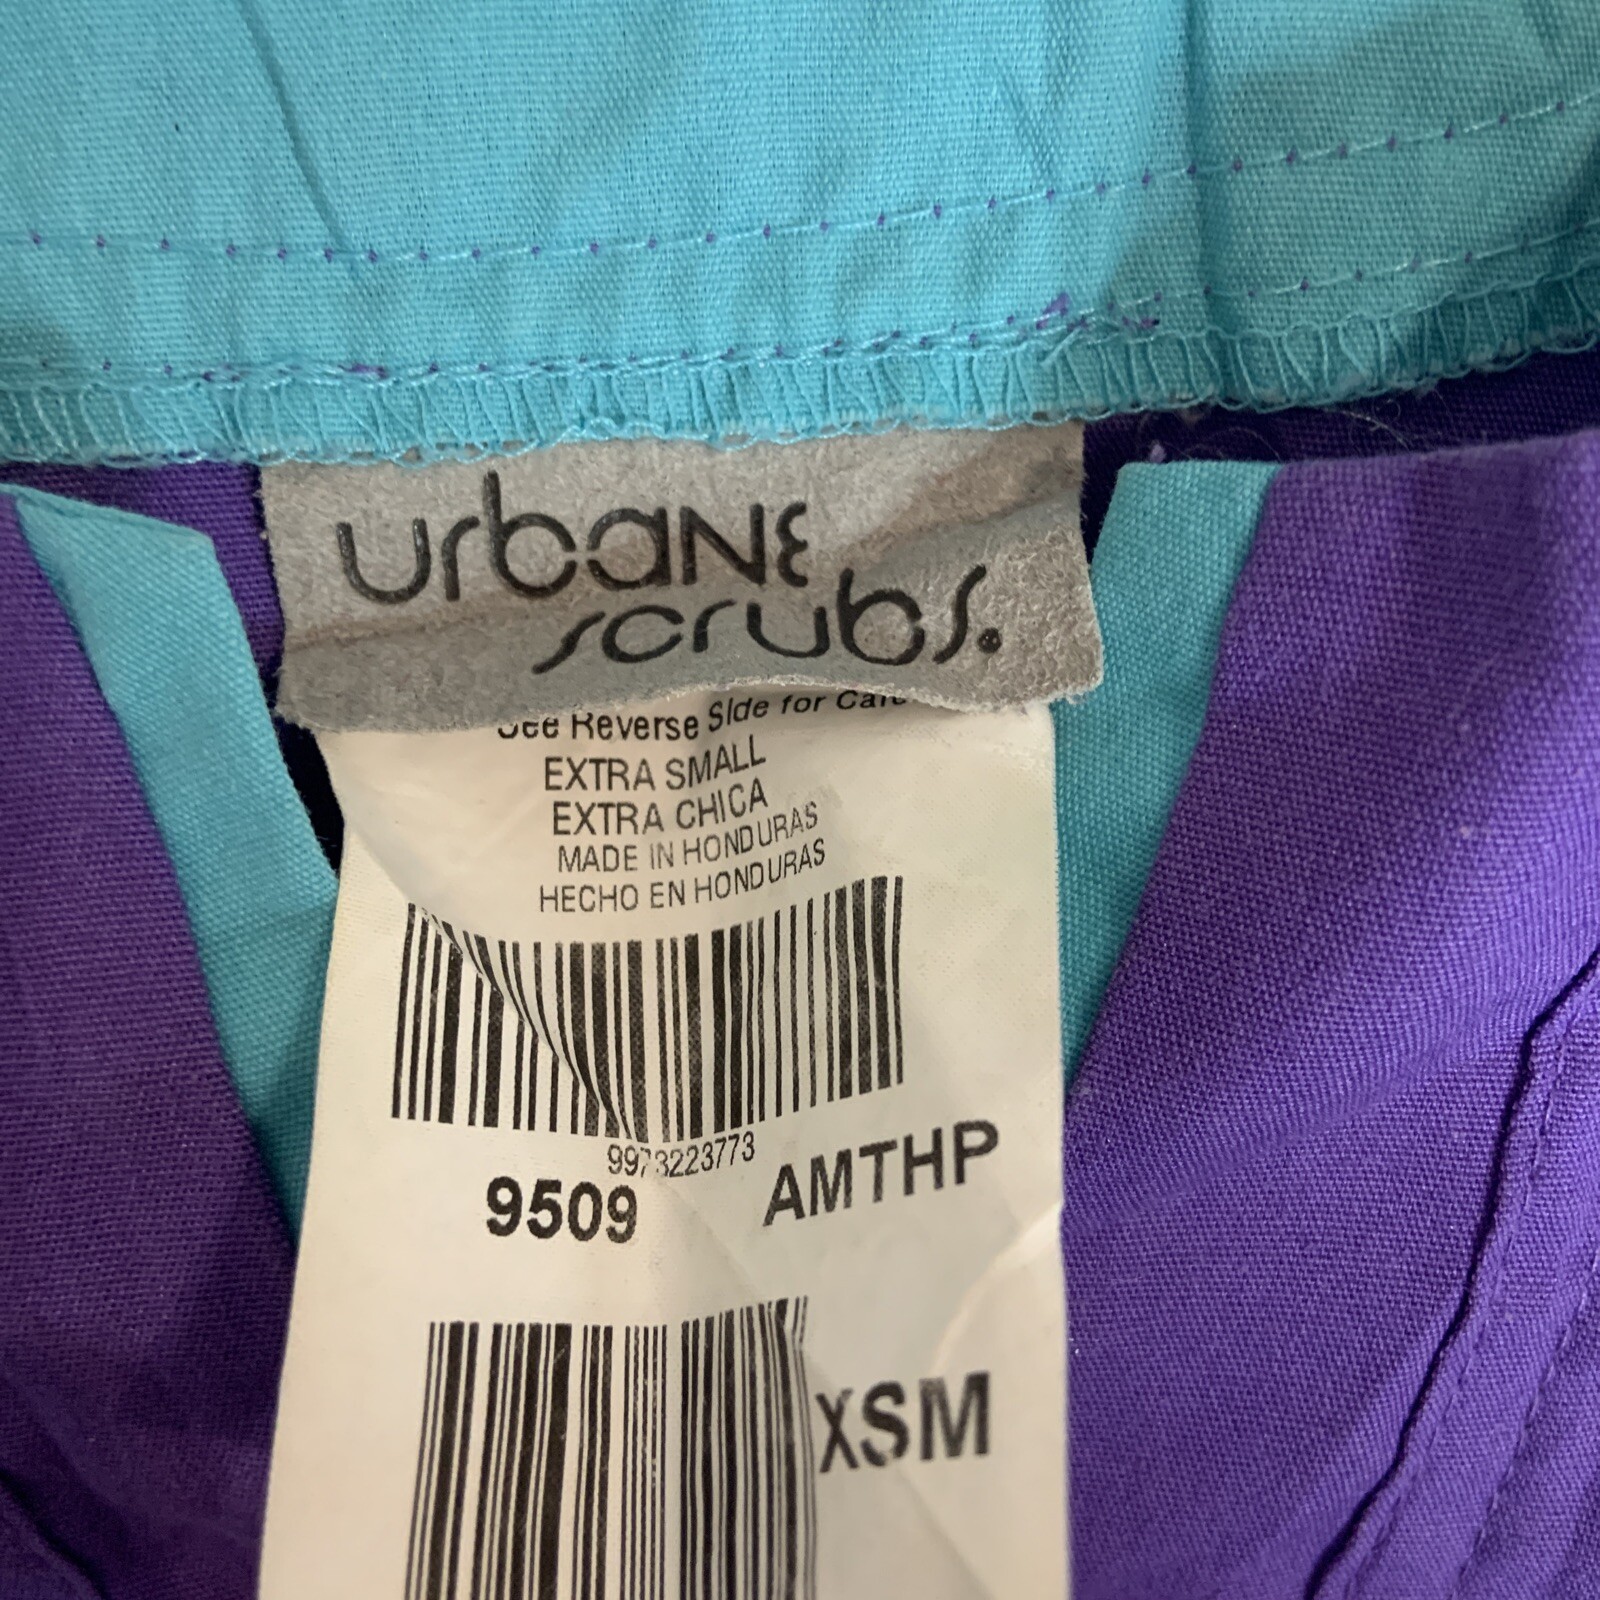 urbane
scrubs.
See Reverse Side for Care
EXTRA SMALL
EXTRA CHICA
MADE IN HONDURAS
HECHO EN HONDURAS
9973223773
9509 AMTHP
XSM